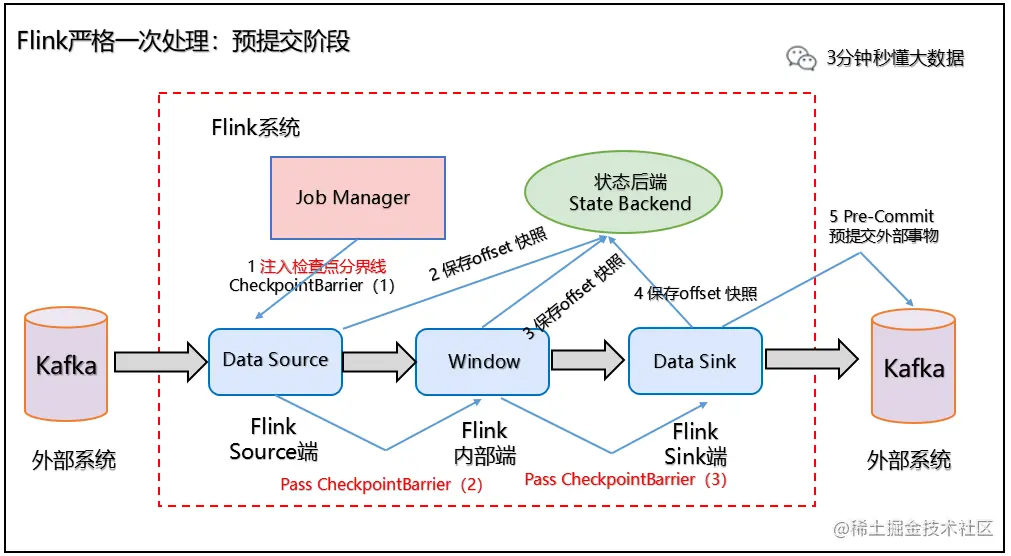 Flink严格一次处理：预提交阶段
3分钟秒懂大数据
Flink系统
Job Manager
状态后端
State Backend
5 Pre-Commit
预提交外部事物
1 注入检查点分界线
CheckpointBarrier（1）
2 保存offset 快照
3 保存offset 快照
4 保存offset 快照
Kafka
Data Source
Window
Data Sink
Kafka
外部系统
Flink
Source端
Flink
内部端
Flink
Sink端
外部系统
Pass CheckpointBarrier（2）
Pass CheckpointBarrier（3）
@稀土掘金技术社区